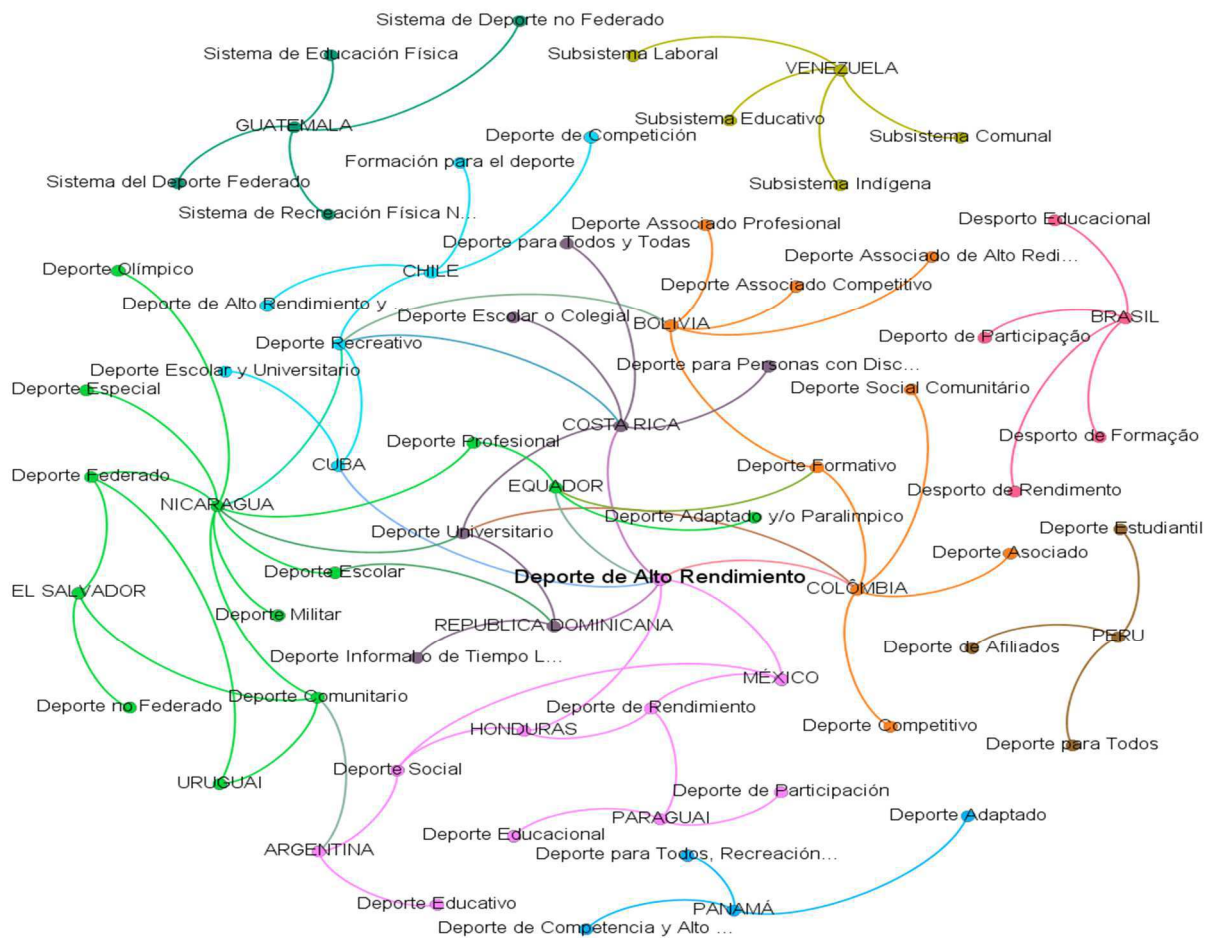 Sistema de Deporte no Federado
Sistema de Educación Física
Subsistema Laboral
VENEZUELA
GUATEMALA
Subsistema Educativo
Deporte de Competición
Subsistema Comunal
Formación para el deporte
Sistema del Deporte Federado
Subsistema Indígena
Sistema de Recreación Física N...
Deporte Associado Profesional
Desporto Educacional
Deporte para Todos y Todas
Deporte Olímpico
CHILE
Deporte Associado de Alto Redi...
Deporte Associado Competitivo
Deporte de Alto Rendimiento y ...
Deporte Escolar o Colegial
BOLIVIA
BRASIL
Deporte Recreativo
Desporto de Participação
Deporte Escolar y Universitario
Deporte para Personas con Disc...
Deporte Especial
Deporte Social Comunitário
COSTA RICA
Deporte Profesional
Desporto de Formação
CUBA
Deporte Formativo
Deporte Federado
EQUADOR
Desporto de Rendimento
NICARAGUA
Deporte Adaptado y/o Paralimpico
Deporte Universitario
Deporte Estudiantil
Deporte Asociado
Deporte Escolar
Deporte de Alto Rendimiento
COLÔMBIA
EL SALVADOR
Deporte Militar
REPUBLICA DOMINICANA
PERU
Deporte Informal o de Tiempo L...
Deporte de Afiliados
MÉXICO
Deporte Comunitario
Deporte no Federado
Deporte de Rendimiento
HONDURAS
Deporte Competitivo
Deporte para Todos
Deporte Social
URUGUAI
Deporte de Participación
PARAGUAI
Deporte Adaptado
Deporte Educacional
ARGENTINA
Deporte para Todos, Recreación...
Deporte Educativo
PANAMÁ
Deporte de Competencia y Alto ...